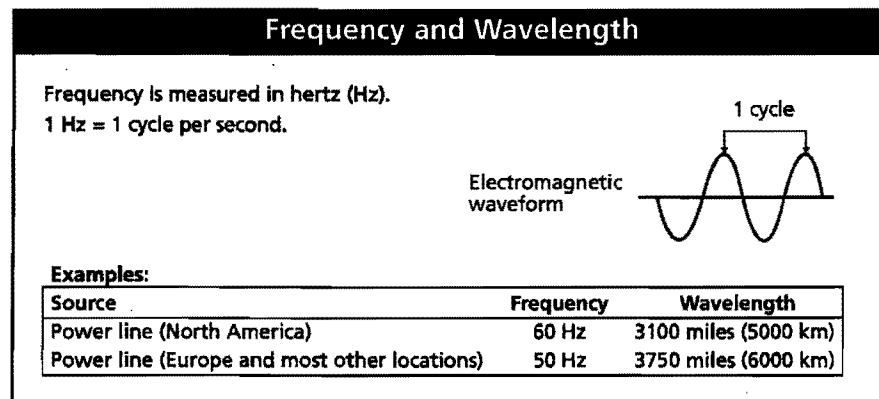 Frequency and Wavelength
Frequency is measured in hertz (Hz).
1 Hz = 1 cycle per second.
1 cycle
Electromagnetic
waveform
Examples:
Source Frequency Wavelength
Power line (North America) 60 Hz 3100 miles (5000 km)
Power line (Europe and most other locations) 50 Hz 3750 miles (6000 km)